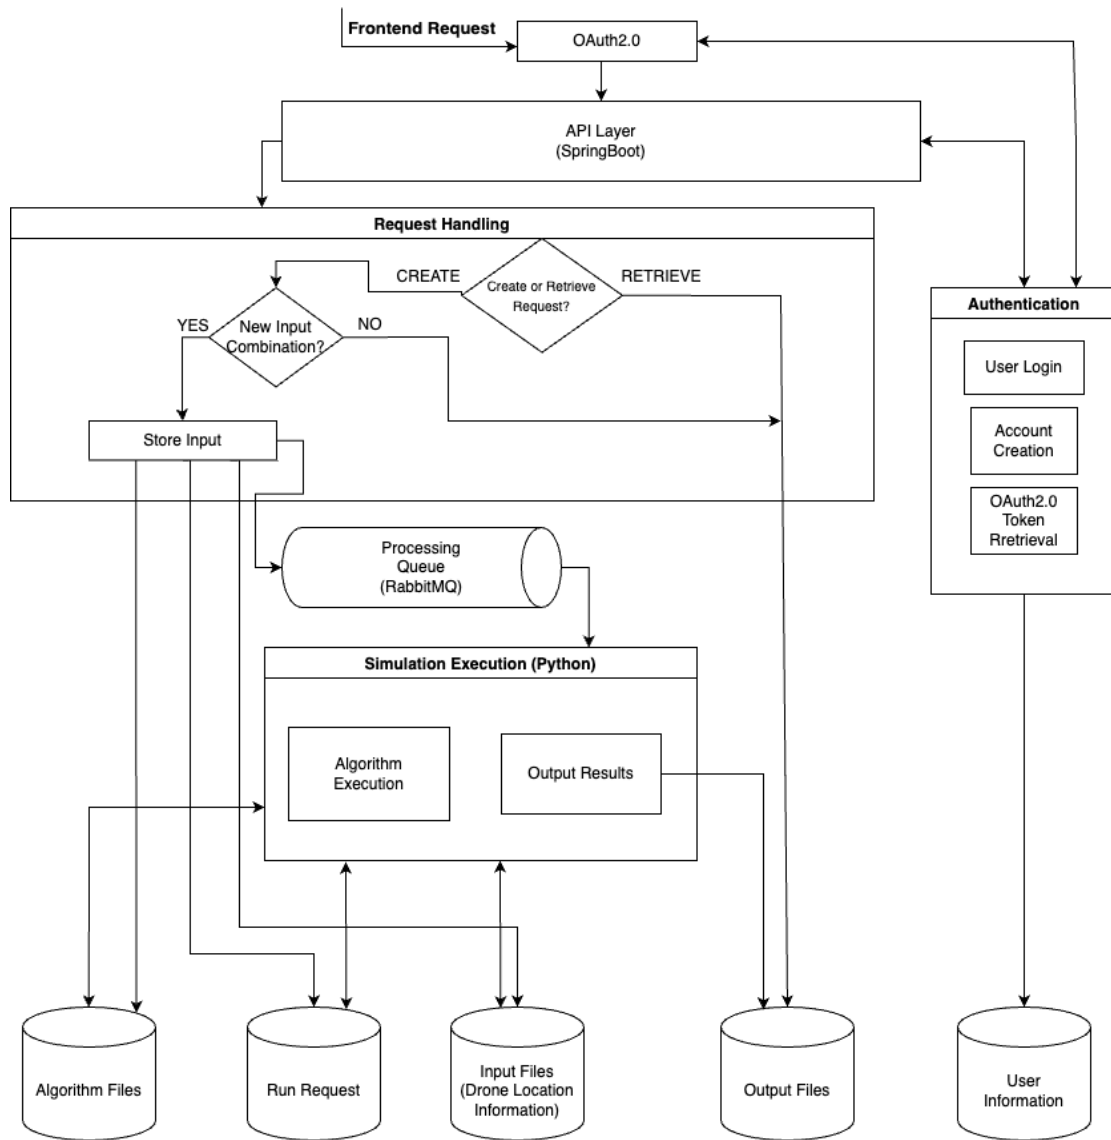 Frontend Request
OAuth2.0
API Layer
(SpringBoot)
Request Handling
CREATE
Create or Retrieve
Request?
RETRIEVE
YES
New Input
Combination?
NO
Store Input
Authentication
User Login
Account
Creation
OAuth2.0
Token
Rretrieval
Processing
Queue
(RabbitMQ)
Simulation Execution (Python)
Algorithm
Execution
Output Results
Algorithm Files
Run Request
Input Files
(Drone Location
Information)
Output Files
User
Information